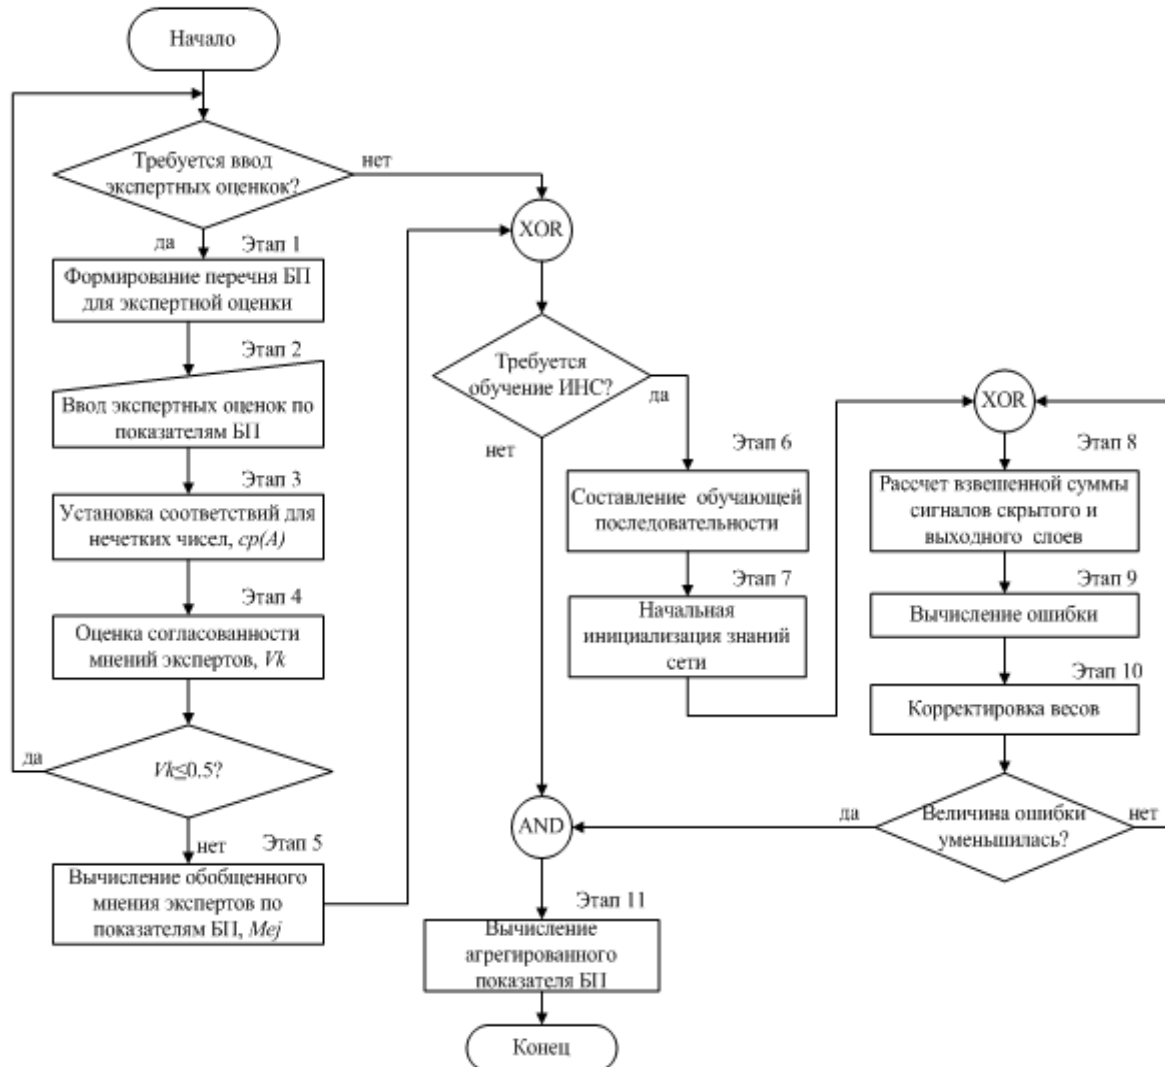 Начало
Требуется ввод
экспертных оценкок?
нет
да
Этап 1
Формирование перечня БП
для экспертной оценки
Этап 2
Ввод экспертных оценок по
показателям БП
Этап 3
Установка соответствий для
нечетких чисел, cp(A)
Этап 4
Оценка согласованности
мнений экспертов, Vk
Vk≤0.5?
да
нет
Этап 5
Вычисление обобщенного
мнения экспертов по
показателям БП, Mej
XOR
Требуется
обучение ИНС?
да
нет
Этап 6
Составление обучающей
последовательности
Этап 7
Начальная
инициализация знаний
сети
XOR
Этап 8
Рассчет взвешенной суммы
сигналов скрытого и
выходного слоев
Этап 9
Вычисление ошибки
Этап 10
Корректировка весов
Величина ошибки
уменьшилась?
да
нет
AND
Этап 11
Вычисление
агрегированного
показателя БП
Конец